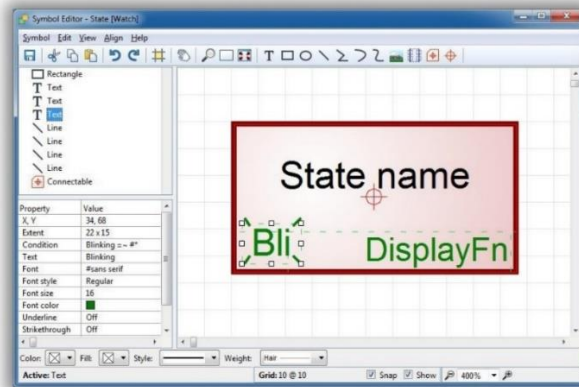 Symbol Editor - State [Watch]
Symbol Edit View Align Help
Rectangle
Text
Text
Text
Line
Line
Line
Line
Connectable
Property Value
X, Y 34, 68
Extent 22 x 15
Condition Blinking =~ #°
Text Blinking
Font #sans serif
Font style Regular
Font size 16
Font color
Underline Off
Strikethrough Off
State name
Bli DisplayFn
Color: Fill: Style: Weight: Hair
Active: Text Grid: 10 @ 10 Snap Show 400%